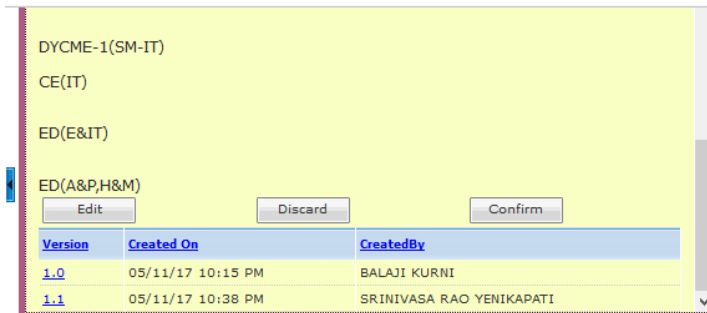 DYCME-1(SM-IT)
CE(IT)
ED(E&IT)
ED(A&P,H&M)
Edit Discard Confirm
Version Created On CreatedBy
1.0 05/11/17 10:15 PM BALAJI KURNI
1.1 05/11/17 10:38 PM SRINIVASA RAO YENIKAPATI